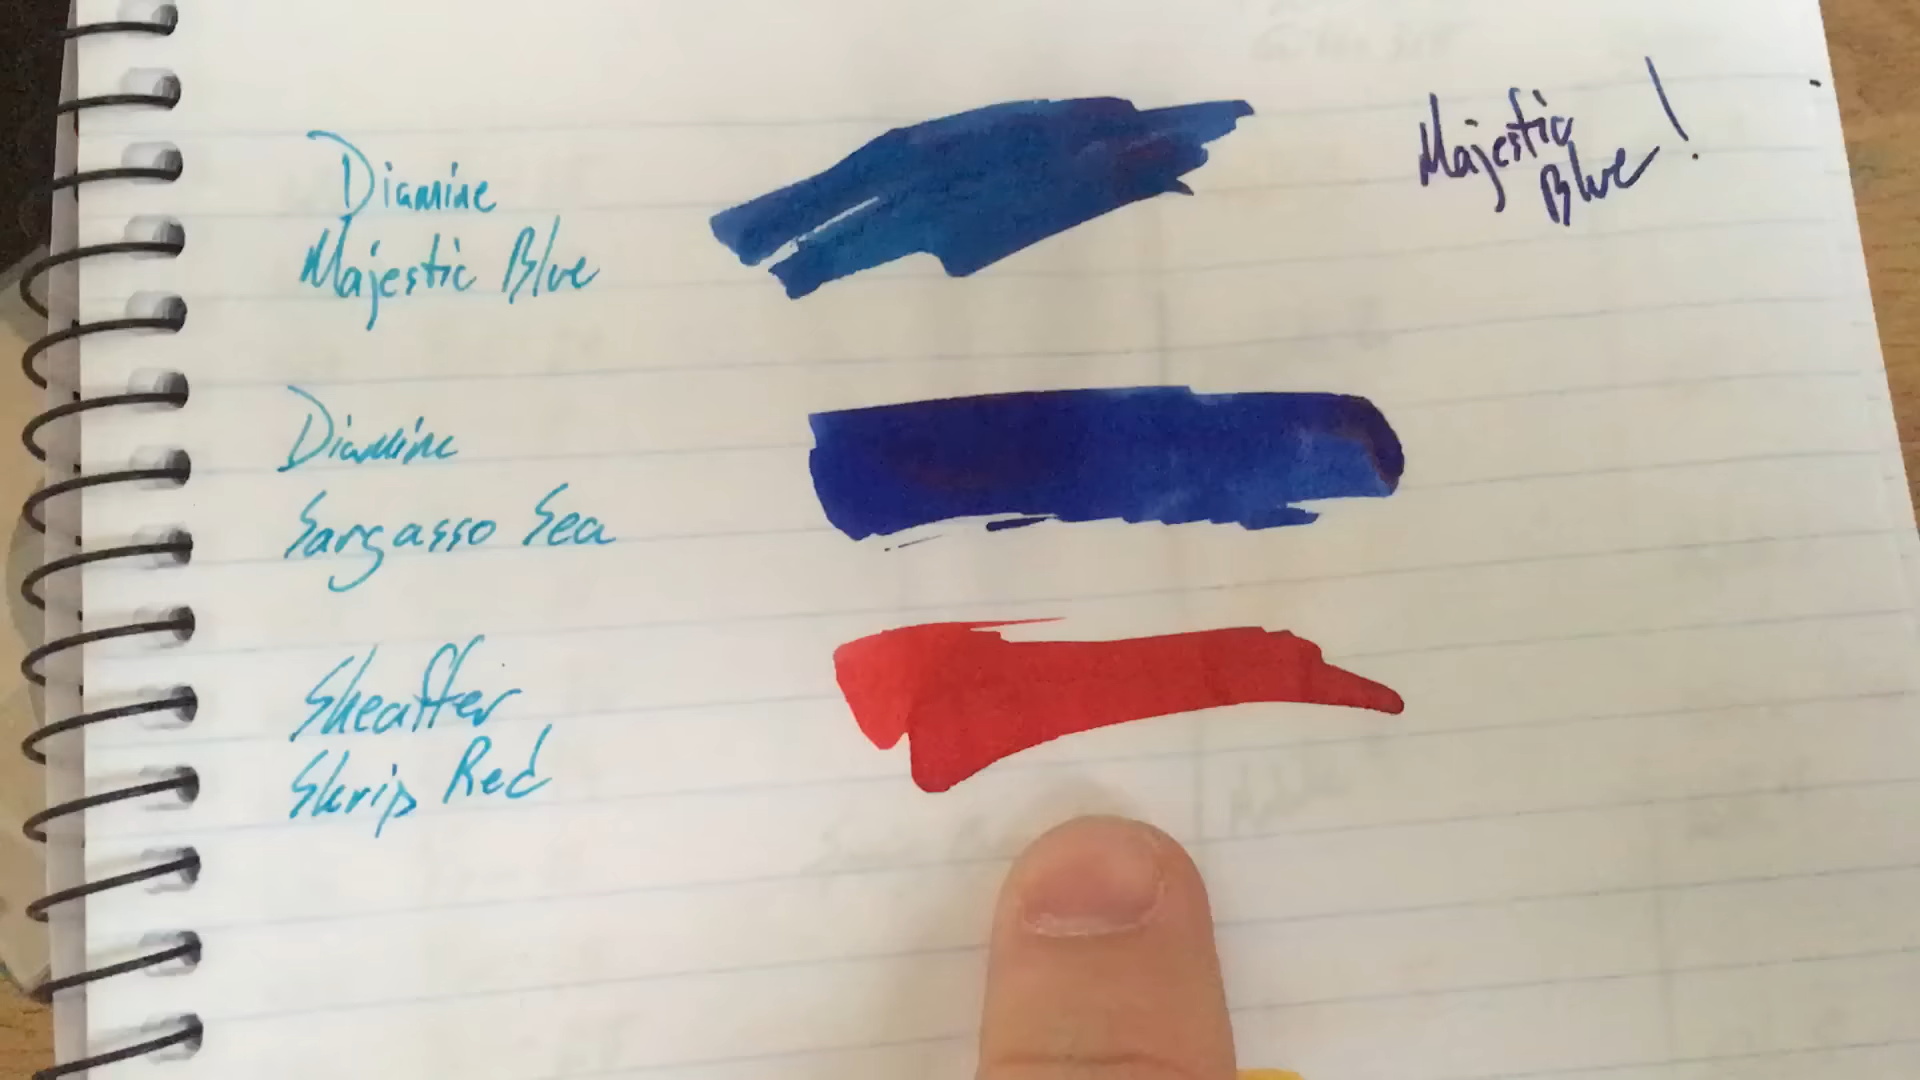 Diamine
Majestic Blue
Majestic
Blue!
Diamine
Sargasso Sea
Sheaffer
Skrip Red